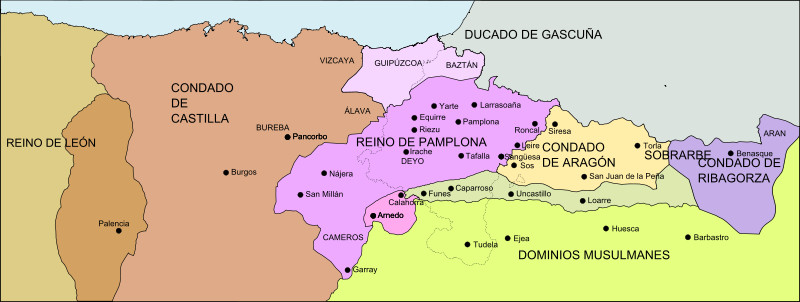 DUCADO DE GASCUÑA
VIZCAYA
GUIPÚZCOA
BAZTÁN
CONDADO
DE
CASTILLA
ÁLAVA
Yarte
Larrasoaña
Equirre
Riezu
Pamplona
Roncal
Siresa
BUREBA
Pancorbo
REINO DE LEÓN
REINO DE PAMPLONA
Leire
CONDADO
DE ARAGÓN
Torla
SOBRARBE
ARAN
Benasque
CONDADO DE
RIBAGORZA
Irache
DEYO
Tafalla
Sangüesa
Sos
Burgos
Nájera
San Juan de la Peña
San Millán
Calahorra
Funes
Caparroso
Uncastillo
Loarre
Arnedo
Palencia
CAMEROS
Tudela
Ejea
Huesca
Barbastro
DOMINIOS MUSULMANES
Garray